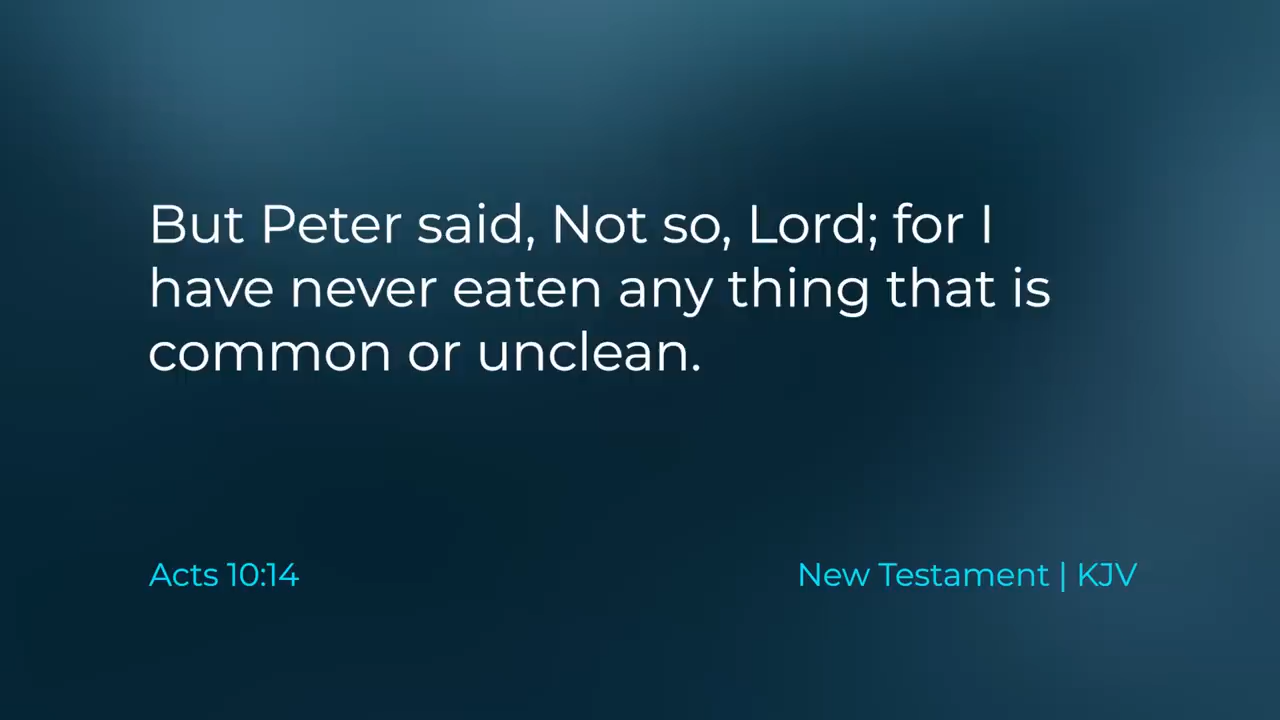 But Peter said, Not so, Lord; for I
have never eaten any thing that is
common or unclean.
Acts 10:14
New Testament | KJV